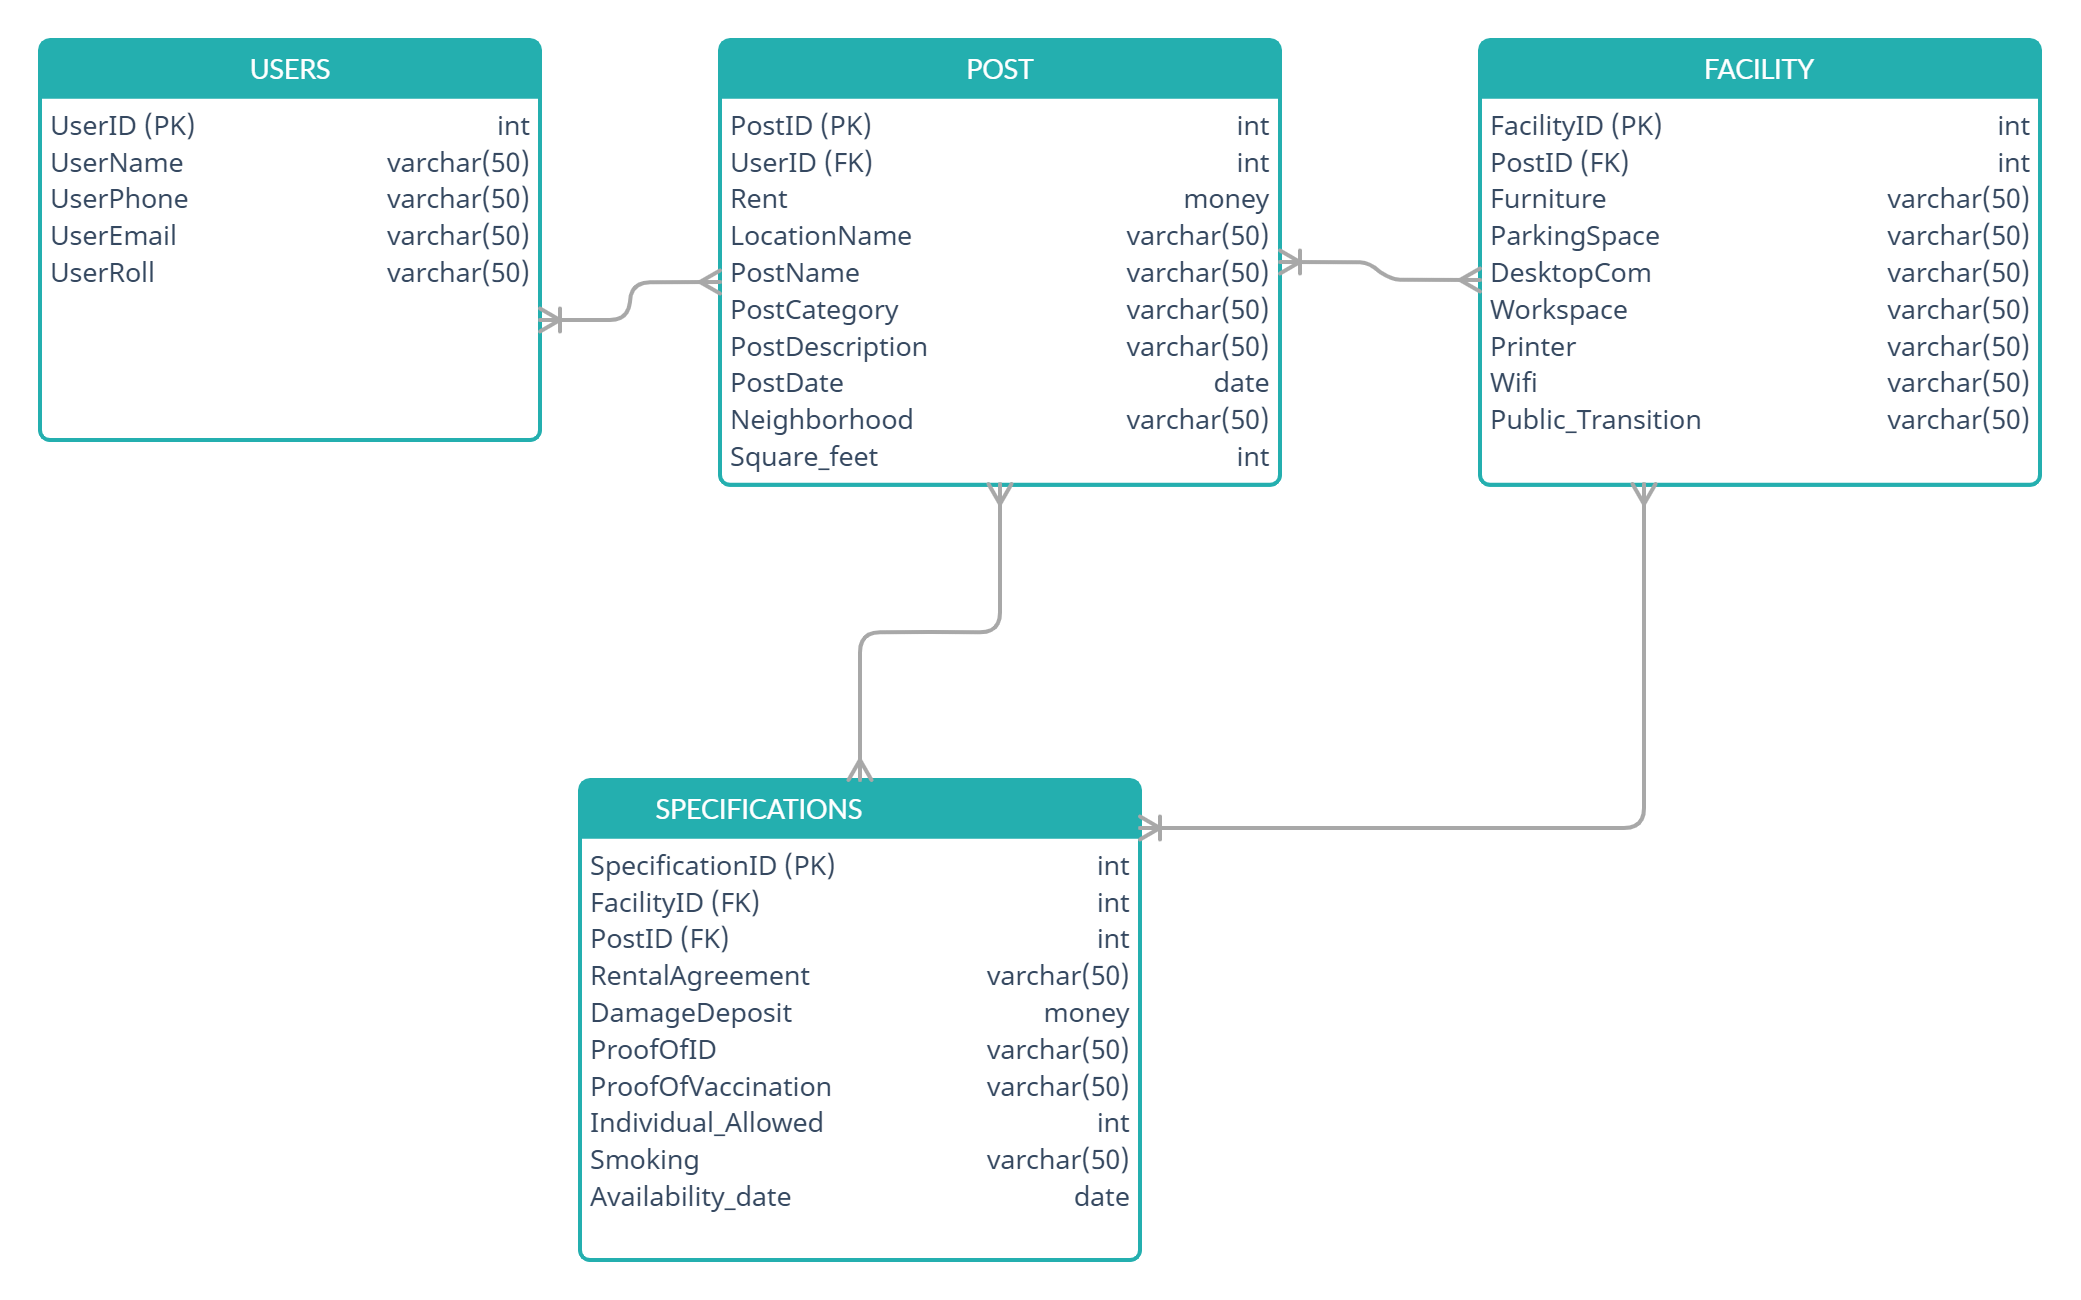 USERS
UserID (PK) int
UserName varchar(50)
UserPhone varchar(50)
UserEmail varchar(50)
UserRoll varchar(50)
POST
PostID (PK) int
UserID (FK) int
Rent money
LocationName varchar(50)
PostName varchar(50)
PostCategory varchar(50)
PostDescription varchar(50)
PostDate date
Neighborhood varchar(50)
Square_feet int
FACILITY
FacilityID (PK) int
PostID (FK) int
Furniture varchar(50)
ParkingSpace varchar(50)
DesktopCom varchar(50)
Workspace varchar(50)
Printer varchar(50)
Wifi varchar(50)
Public_Transition varchar(50)
SPECIFICATIONS
SpecificationID (PK) int
FacilityID (FK) int
PostID (FK) int
RentalAgreement varchar(50)
DamageDeposit money
ProofOfID varchar(50)
ProofOfVaccination varchar(50)
Individual_Allowed int
Smoking varchar(50)
Availability_date date